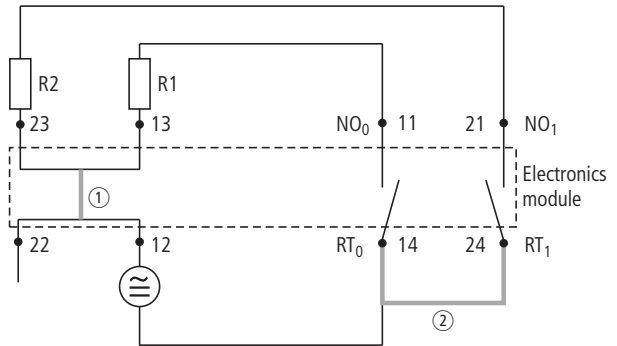 R2
R1
23
13
NO₀
11
21
NO₁
Electronics
module
①
22
12
RT₀
14
24
RT₁
②